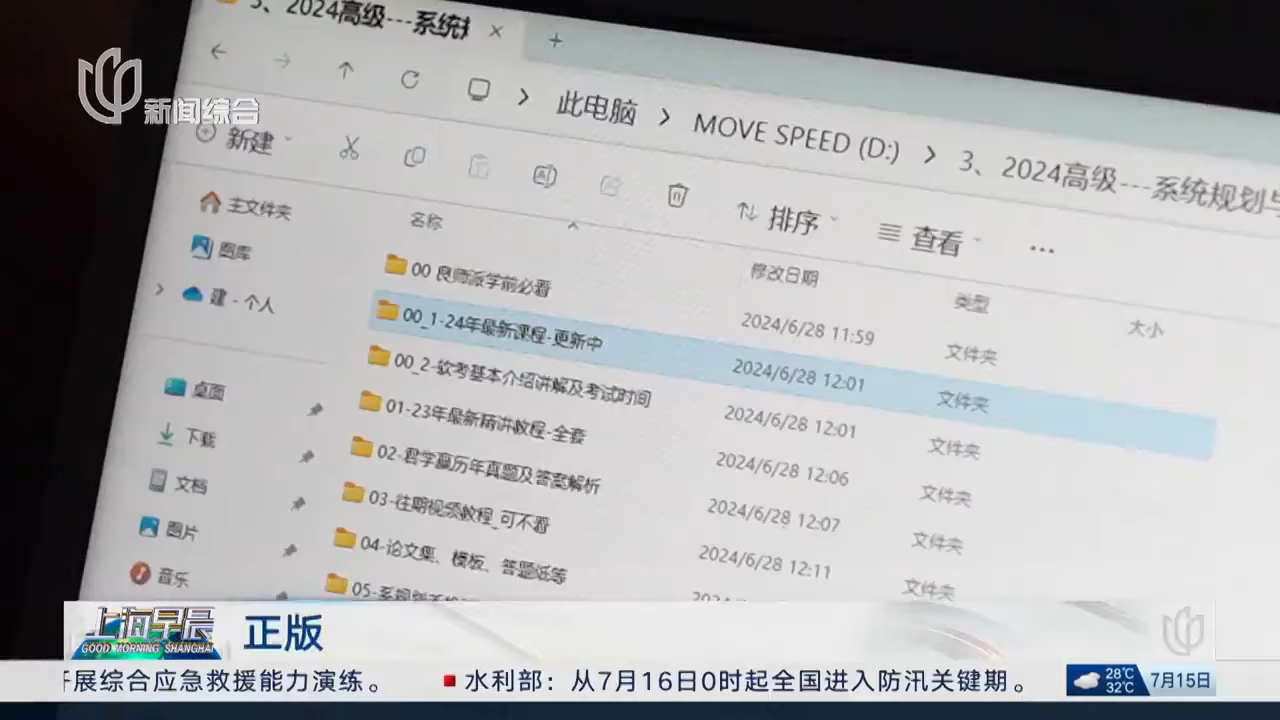 3、2024高级---系统
新闻综合
此电脑 > MOVE SPEED (D:) > 3、2024高级---系统规划与
新建
排序
查看
主文件夹
图库
建 - 个人
桌面
下载
文档
图片
音乐
名称 修改日期 类型 大小
00 良师派学前必看 2024/6/28 11:59 文件夹
00_1-24年最新课程-更新中 2024/6/28 12:01 文件夹
00_2-软考基本介绍讲解及考试时间 2024/6/28 12:01 文件夹
01-23年最新精讲教程-全套 2024/6/28 12:06 文件夹
02-君学赢历年真题及答案解析 2024/6/28 12:07 文件夹
03-往期视频教程_可不看 2024/6/28 12:11 文件夹
04-论文集、模板、答题纸等
上海早晨
GOOD MORNING SHANGHAI
正版
开展综合应急救援能力演练。
水利部：从7月16日0时起全国进入防汛关键期。
28℃
32℃
7月15日